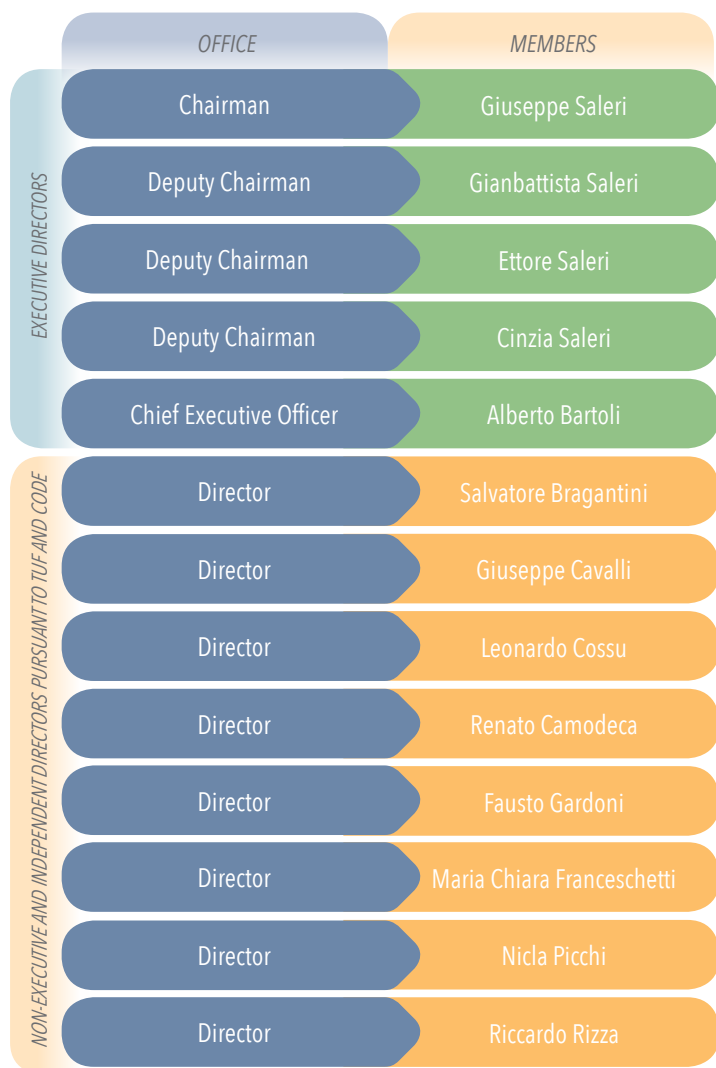 OFFICE MEMBERS
EXECUTIVE DIRECTORS
Chairman Giuseppe Saleri
Deputy Chairman Gianbattista Saleri
Deputy Chairman Ettore Saleri
Deputy Chairman Cinzia Saleri
Chief Executive Officer Alberto Bartoli
NON-EXECUTIVE AND INDEPENDENT DIRECTORS PURSUANT TO TUF AND CODE
Director Salvatore Bragantini
Director Giuseppe Cavalli
Director Leonardo Cossu
Director Renato Camodeca
Director Fausto Gardoni
Director Maria Chiara Franceschetti
Director Nicla Picchi
Director Riccardo Rizza